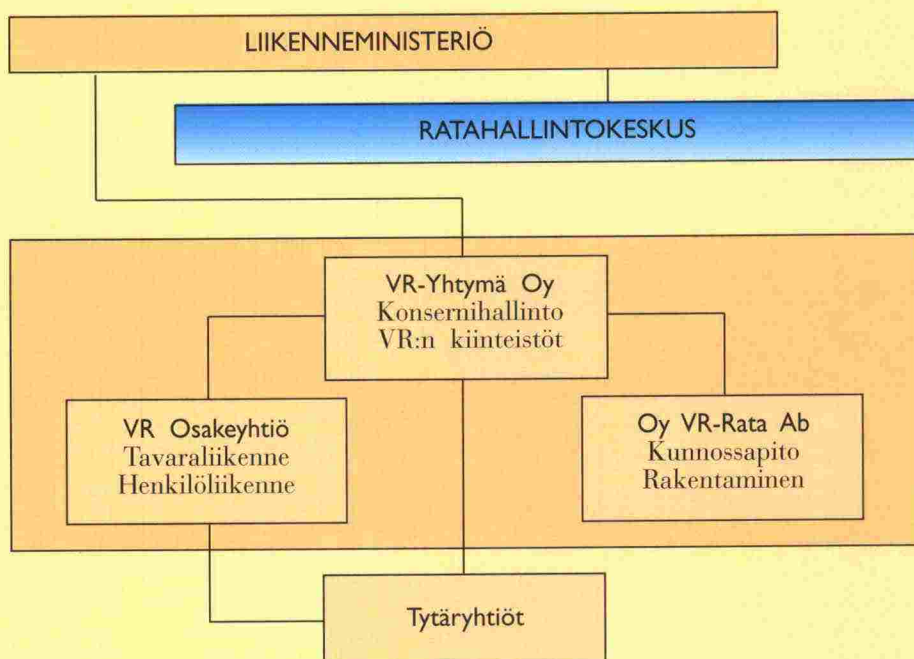 LIIKENNEMINISTERIÖ
RATAHALLINTOKESKUS
VR-Yhtymä Oy
Konsernihallinto
VR:n kiinteistöt
VR Osakeyhtiö
Tavaraliikenne
Henkilöliikenne
Oy VR-Rata Ab
Kunnossapito
Rakentaminen
Tytäryhtiöt